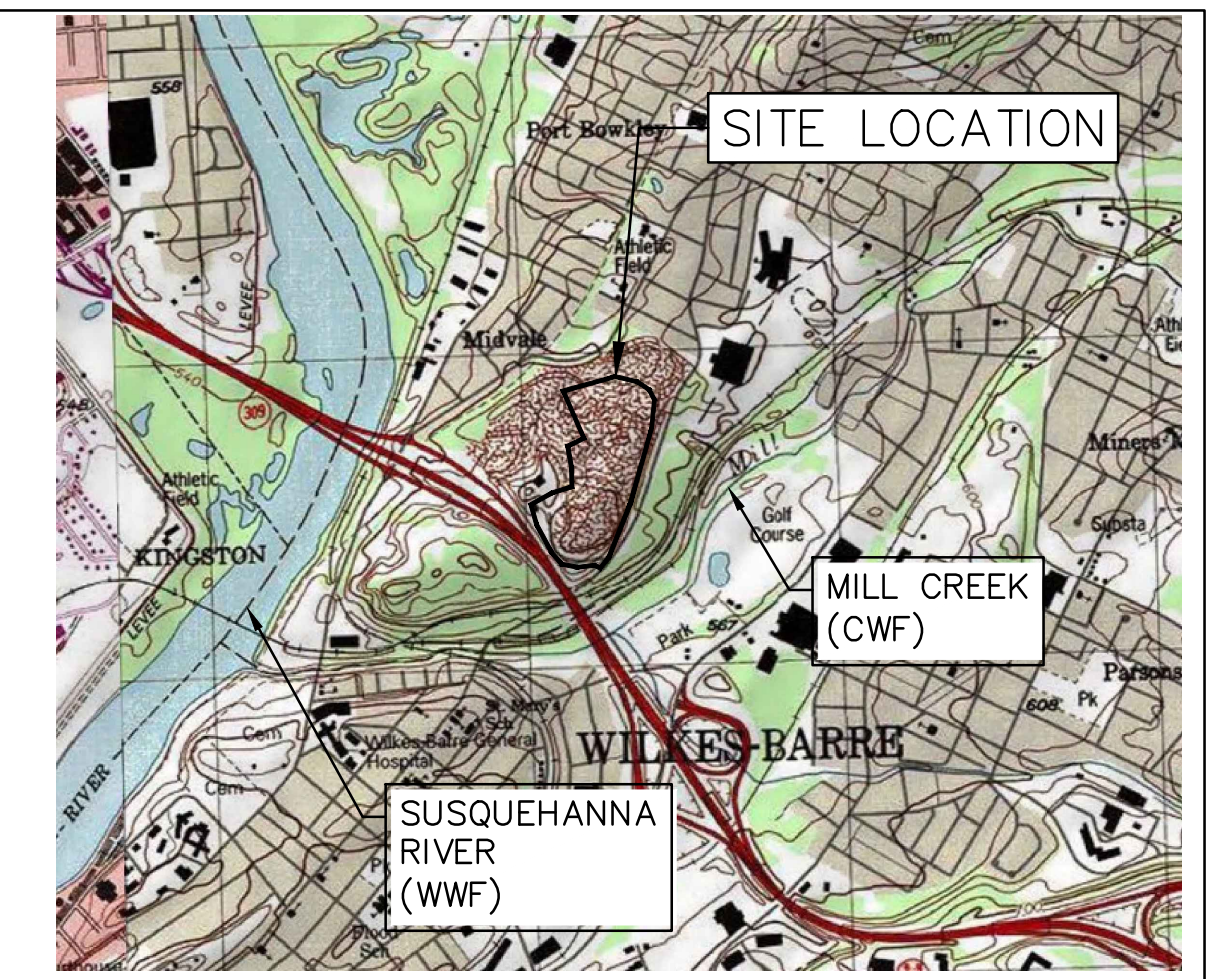 Cem
558
Port Bowkley
SITE LOCATION
Athletic
Field
LEVEE
Midvale
540
309
Mill
Miners
600
Athletic
Field
Golf
Course
Substa
KINGSTON
MILL CREEK
(CWF)
LEVEE
Park 567
Parsons
Pk
608
St. Mary's
Sch
Cem
Wilkes-Barre General
Hospital
WILKES-BARRE
RIVER
Cem
SUSQUEHANNA
RIVER
(WWF)
Sch
700